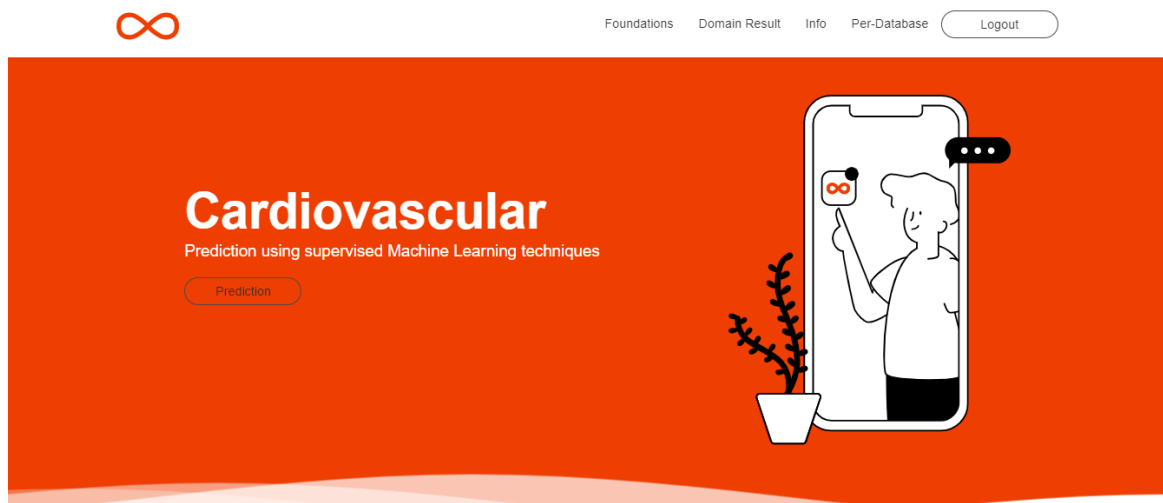 Foundations Domain Result Info Per-Database Logout
Cardiovascular
Prediction using supervised Machine Learning techniques
Prediction